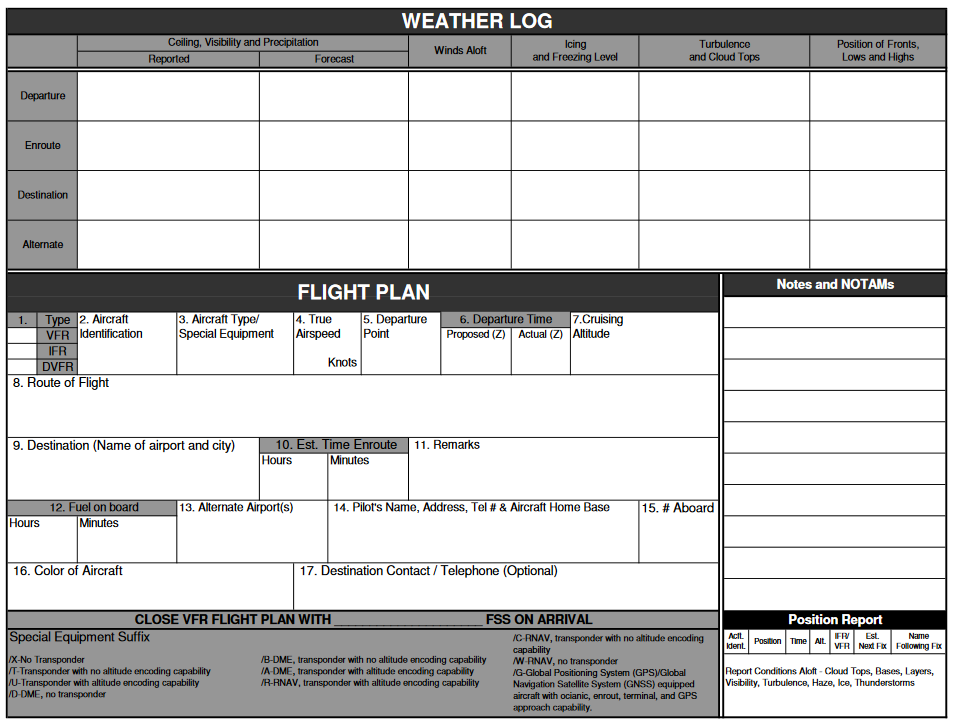 WEATHER LOG
Ceiling, Visibility and Precipitation
Reported
Forecast
Winds Aloft
Icing
and Freezing Level
Turbulence
and Cloud Tops
Position of Fronts,
Lows and Highs
Departure
Enroute
Destination
Alternate
FLIGHT PLAN
1.
Type
VFR
IFR
DVFR
2. Aircraft
Identification
3. Aircraft Type/
Special Equipment
4. True
Airspeed
Knots
5. Departure
Point
6. Departure Time
Proposed (Z)
Actual (Z)
7.Cruising
Altitude
8. Route of Flight
9. Destination (Name of airport and city)
10. Est. Time Enroute
Hours
Minutes
11. Remarks
12. Fuel on board
Hours
Minutes
13. Alternate Airport(s)
14. Pilot's Name, Address, Tel # & Aircraft Home Base
15. # Aboard
16. Color of Aircraft
17. Destination Contact / Telephone (Optional)
CLOSE VFR FLIGHT PLAN WITH ____________________ FSS ON ARRIVAL
Special Equipment Suffix
/X-No Transponder
/T-Transponder with no altitude encoding capability
/U-Transponder with altitude encoding capability
/D-DME, no transponder
/B-DME, transponder with no altitude encoding capability
/A-DME, transponder with altitude encoding capability
/R-RNAV, transponder with altitude encoding capability
/C-RNAV, transponder with no altitude encoding
capability
/W-RNAV, no transponder
/G-Global Positioning System (GPS)/Global
Navigation Satellite System (GNSS) equipped
aircraft with ocianic, enrout, terminal, and GPS
approach capability.
Notes and NOTAMs
Position Report
Acft.
Ident.
Position
Time
Alt.
IFR/
VFR
Est.
Next Fix
Name
Following Fix
Report Conditions Aloft - Cloud Tops, Bases, Layers,
Visibility, Turbulence, Haze, Ice, Thunderstorms